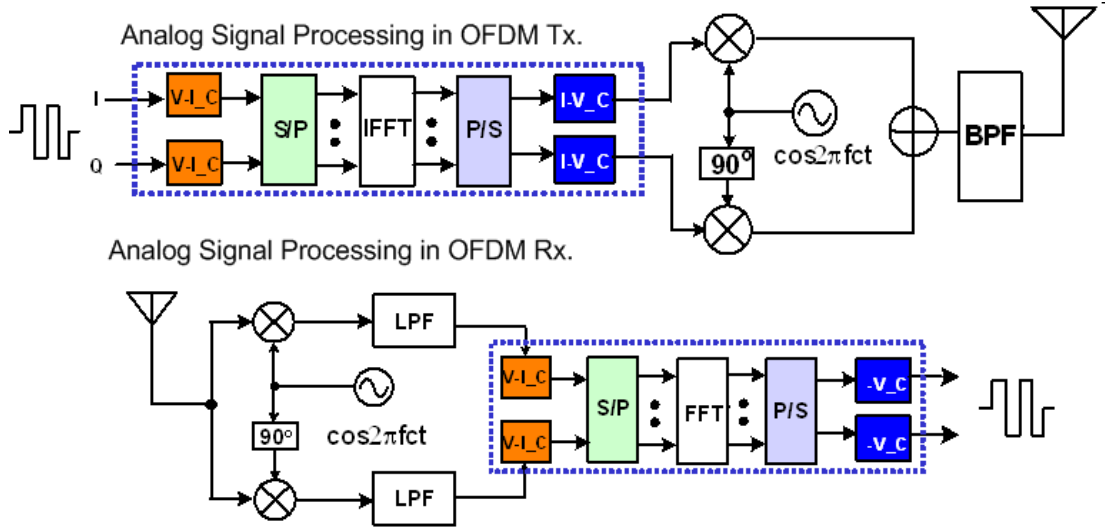 Analog Signal Processing in OFDM Tx.
I
V-I_C
S/P
IFFT
P/S
I-V_C
Q
V-I_C
I-V_C
90°
cos2πfct
BPF
Analog Signal Processing in OFDM Rx.
LPF
V-I_C
S/P
FFT
P/S
-V_C
90°
cos2πfct
V-I_C
-V_C
LPF